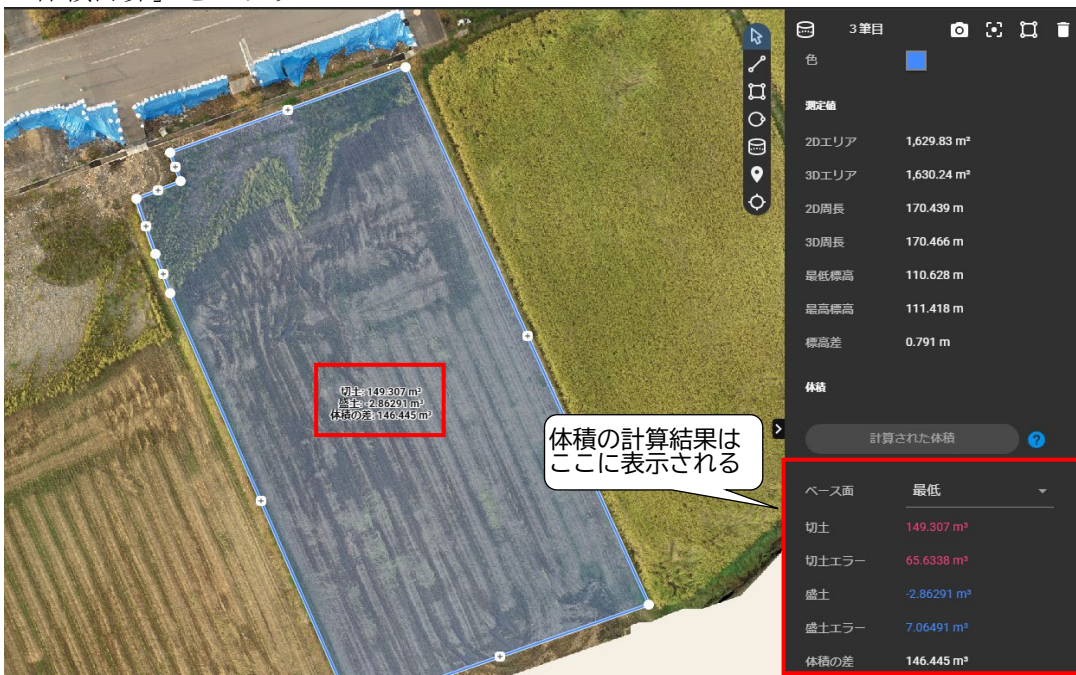 3筆目
色
測定値
2Dエリア 1,629.83 m²
3Dエリア 1,630.24 m²
2D周長 170.439 m
3D周長 170.466 m
最低標高 110.628 m
最高標高 111.418 m
標高差 0.791 m
体積
計算された体積 ?
ベース面 最低
切土 149.307 m³
切土エラー 65.6338 m³
盛土 -2.86291 m³
盛土エラー 7.06491 m³
体積の差 146.445 m³
切土: 149.307 m³
盛土: -2.86291 m³
体積の差: 146.445 m³
体積の計算結果は
ここに表示される